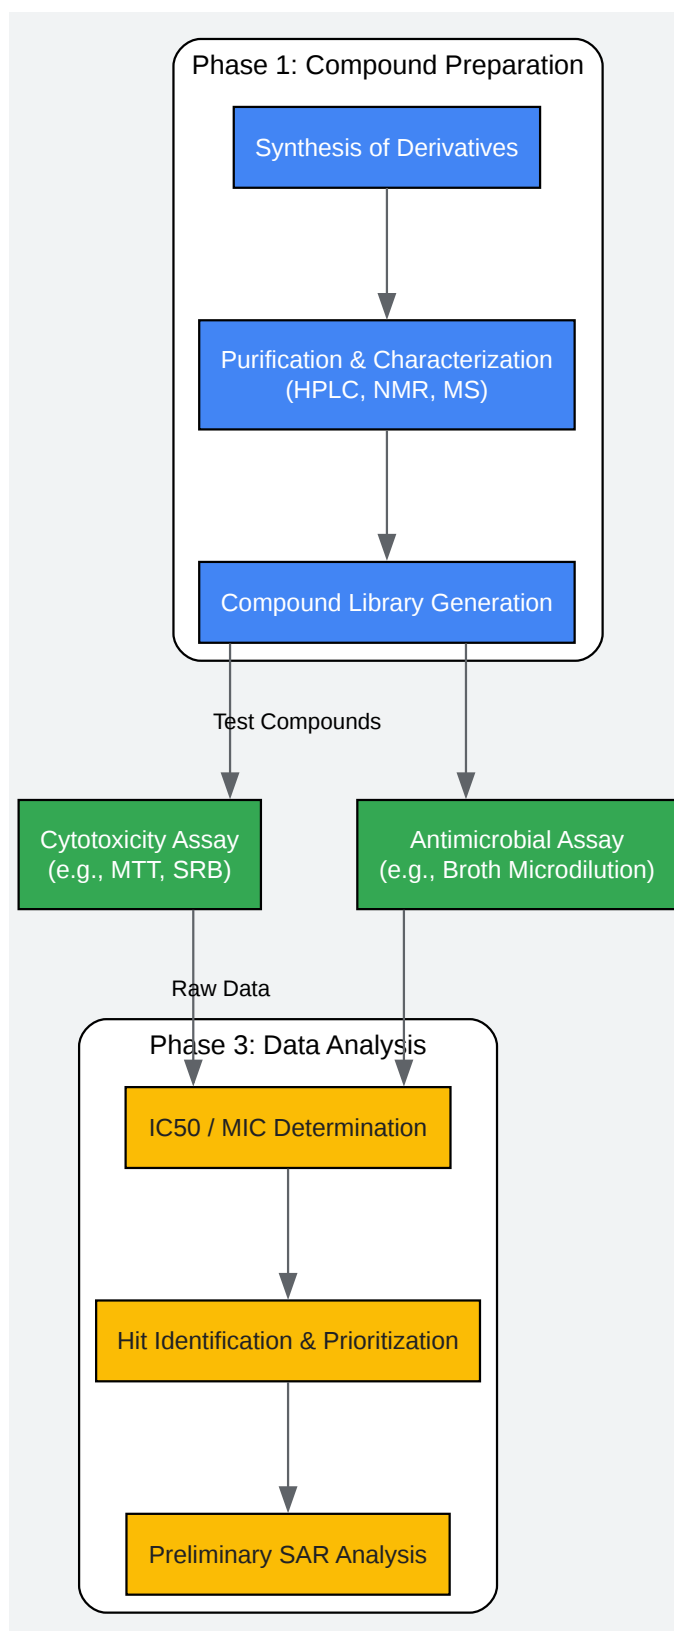 Phase 1: Compound Preparation
Synthesis of Derivatives
Purification & Characterization
(HPLC, NMR, MS)
Compound Library Generation
Test Compounds
Cytotoxicity Assay
(e.g., MTT, SRB)
Antimicrobial Assay
(e.g., Broth Microdilution)
Raw Data
Phase 3: Data Analysis
IC50 / MIC Determination
Hit Identification & Prioritization
Preliminary SAR Analysis